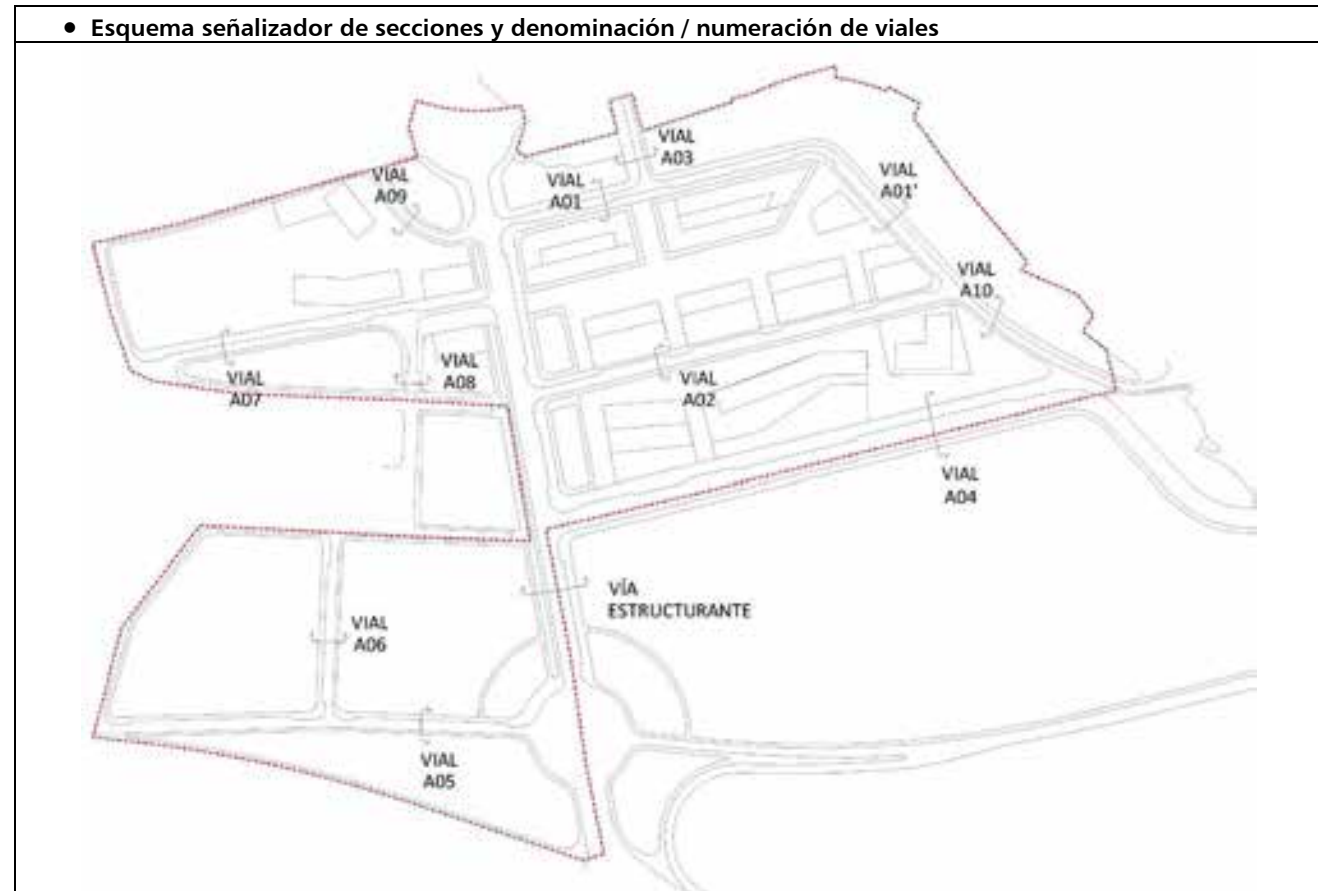 • Esquema señalizador de secciones y denominación / numeración de viales
VIAL
A03
VIAL
A09
VIAL
A01
VIAL
A01'
VIAL
A10
VIAL
A07
VIAL
A08
VIAL
A02
VIAL
A04
VÍA
ESTRUCTURANTE
VIAL
A06
VIAL
A05